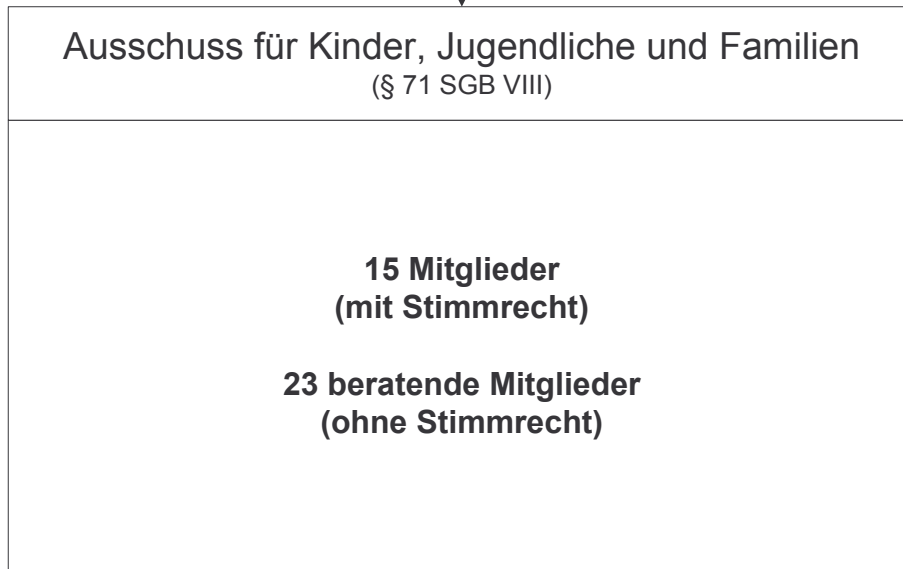 Ausschuss für Kinder, Jugendliche und Familien
(§ 71 SGB VIII)
15 Mitglieder
(mit Stimmrecht)
23 beratende Mitglieder
(ohne Stimmrecht)